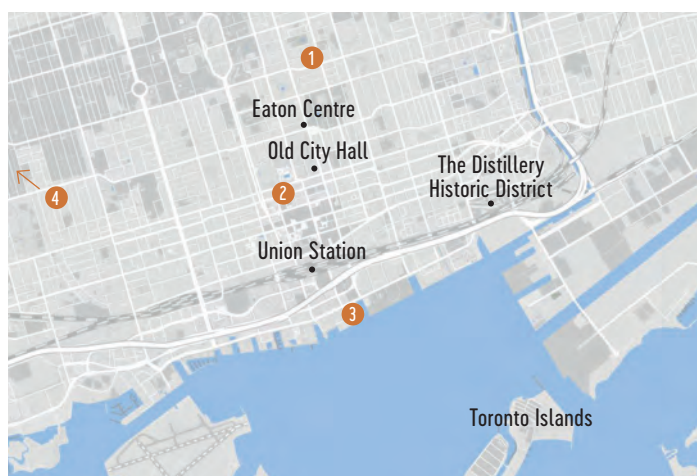 1
Eaton Centre
Old City Hall
The Distillery
Historic District
4
2
Union Station
3
Toronto Islands